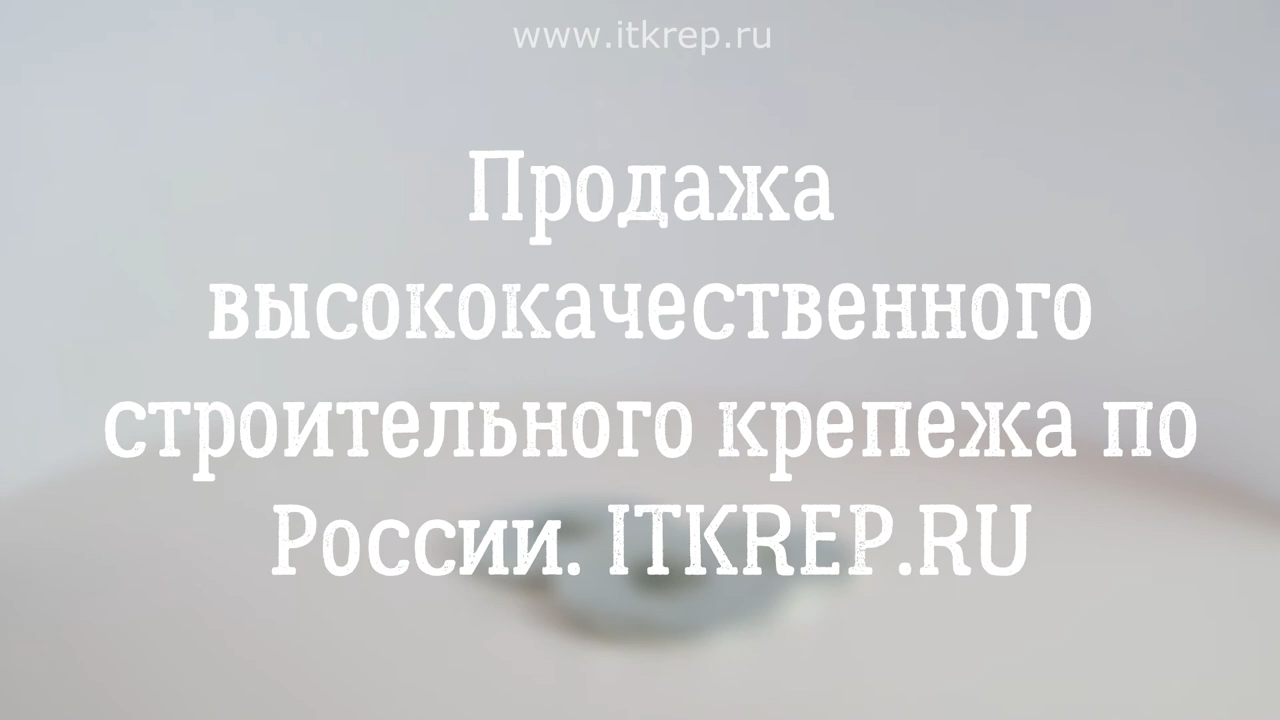 www.itkrep.ru
Продажа
высококачественного
строительного крепежа по
России. ITKREP.RU